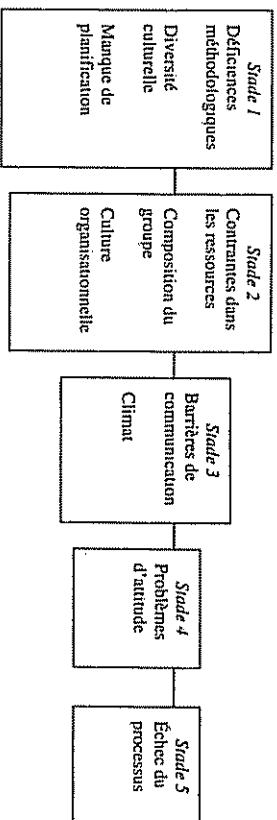 Stade 1
Déficiences
méthodologiques
Diversité
culturelle
Manque de
planification
Stade 2
Contraintes dans
les ressources
Composition du
groupe
Culture
organisationnelle
Stade 3
Barrières de
communication
Climat
Stade 4
Problèmes
d'attitude
Stade 5
Échec du
processus